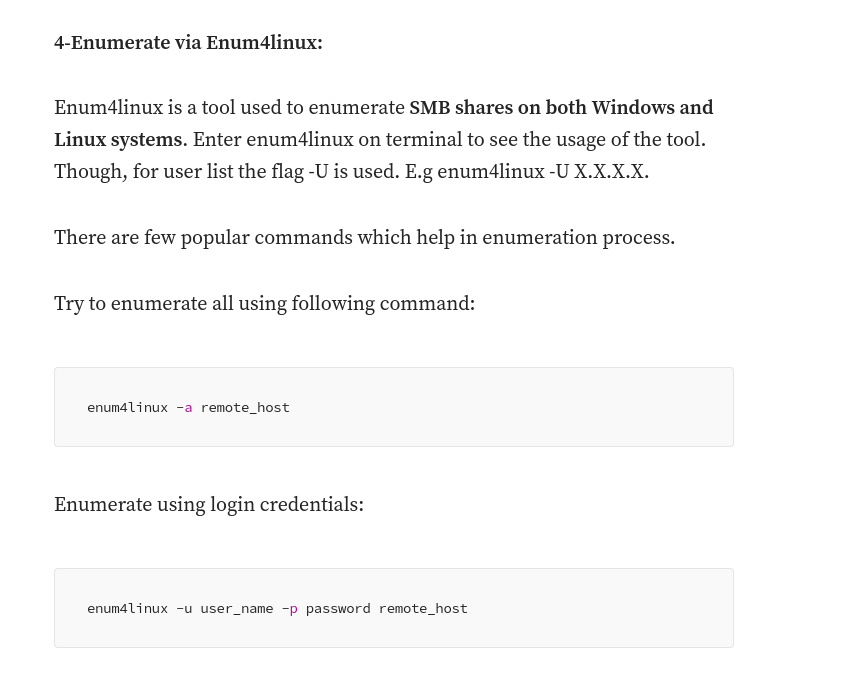 4-Enumerate via Enum4linux:
Enum4linux is a tool used to enumerate SMB shares on both Windows and
Linux systems. Enter enum4linux on terminal to see the usage of the tool.
Though, for user list the flag -U is used. E.g enum4linux -U X.X.X.X.
There are few popular commands which help in enumeration process.
Try to enumerate all using following command:
enum4linux -a remote_host
Enumerate using login credentials:
enum4linux -u user_name -p password remote_host